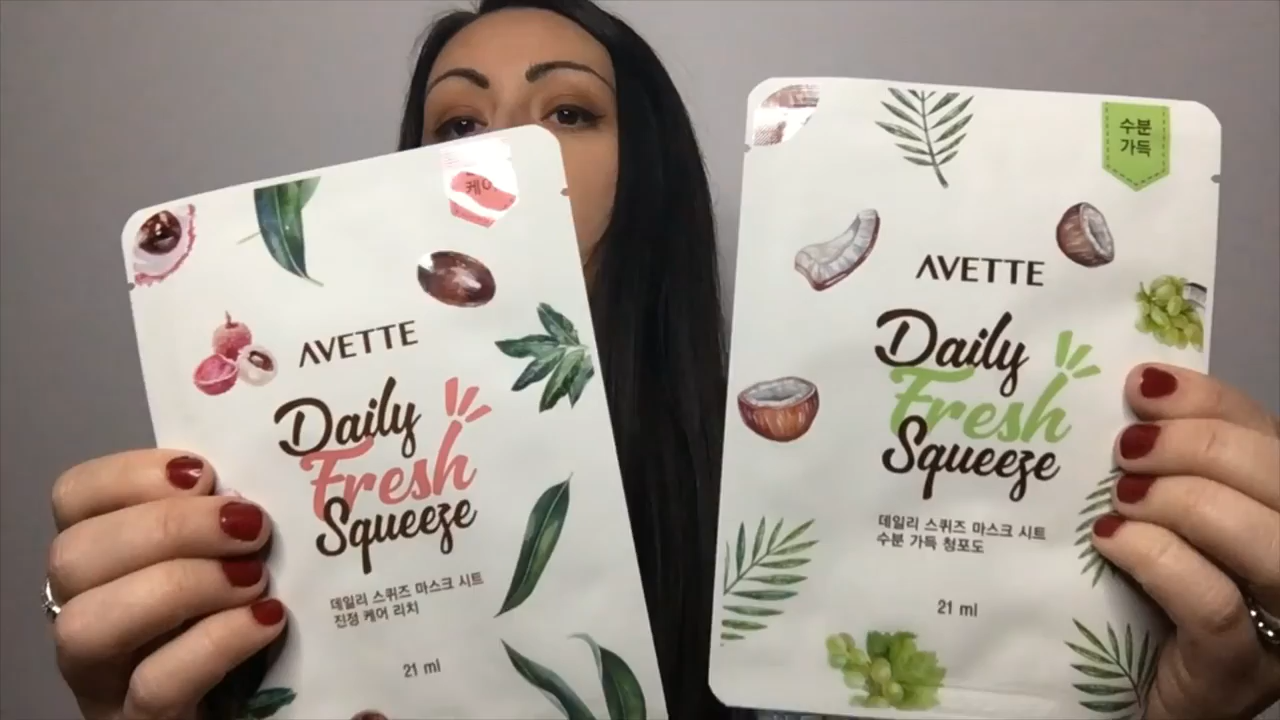 케어
AVETTE
Daily
Fresh
Squeeze
데일리 스퀴즈 마스크 시트
진정 케어 리치
21 ml
수분
가득
AVETTE
Daily
Fresh
Squeeze
데일리 스퀴즈 마스크 시트
수분 가득 청포도
21 ml